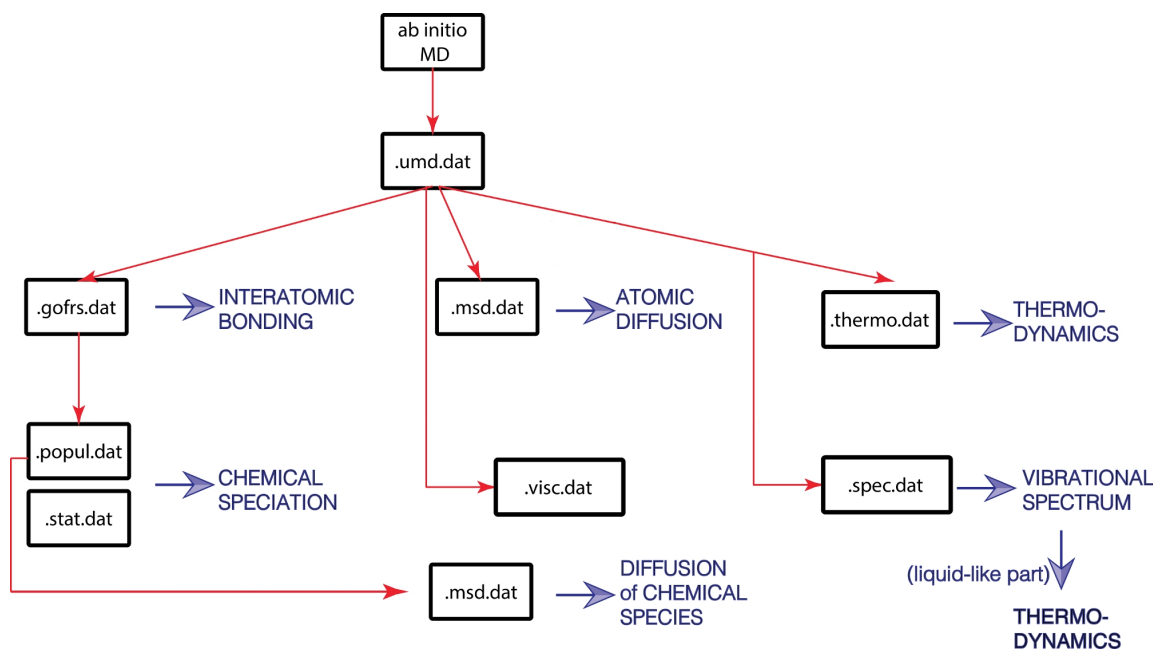 ab initio
MD
.umd.dat
.gofrs.dat
INTERATOMIC
BONDING
.msd.dat
ATOMIC
DIFFUSION
.thermo.dat
THERMO-
DYNAMICS
.popul.dat
.stat.dat
CHEMICAL
SPECIATION
.visc.dat
.spec.dat
VIBRATIONAL
SPECTRUM
.msd.dat
DIFFUSION
of CHEMICAL
SPECIES
(liquid-like part)
THERMO-
DYNAMICS